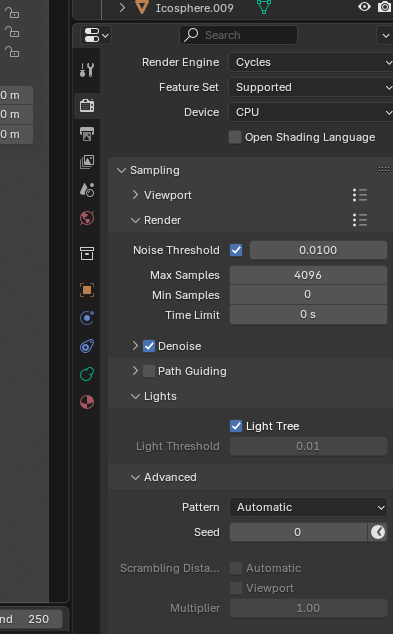 Icosphere.009
Search
Render Engine Cycles
Feature Set Supported
0 m
Device CPU
0 m
0 m
Open Shading Language
Sampling
Viewport
Render
Noise Threshold 0.0100
Max Samples 4096
Min Samples 0
Time Limit 0 s
Denoise
Path Guiding
Lights
Light Tree
Light Threshold 0.01
Advanced
Pattern Automatic
Seed 0
Scrambling Dista... Automatic
Viewport
Multiplier 1.00
nd 250